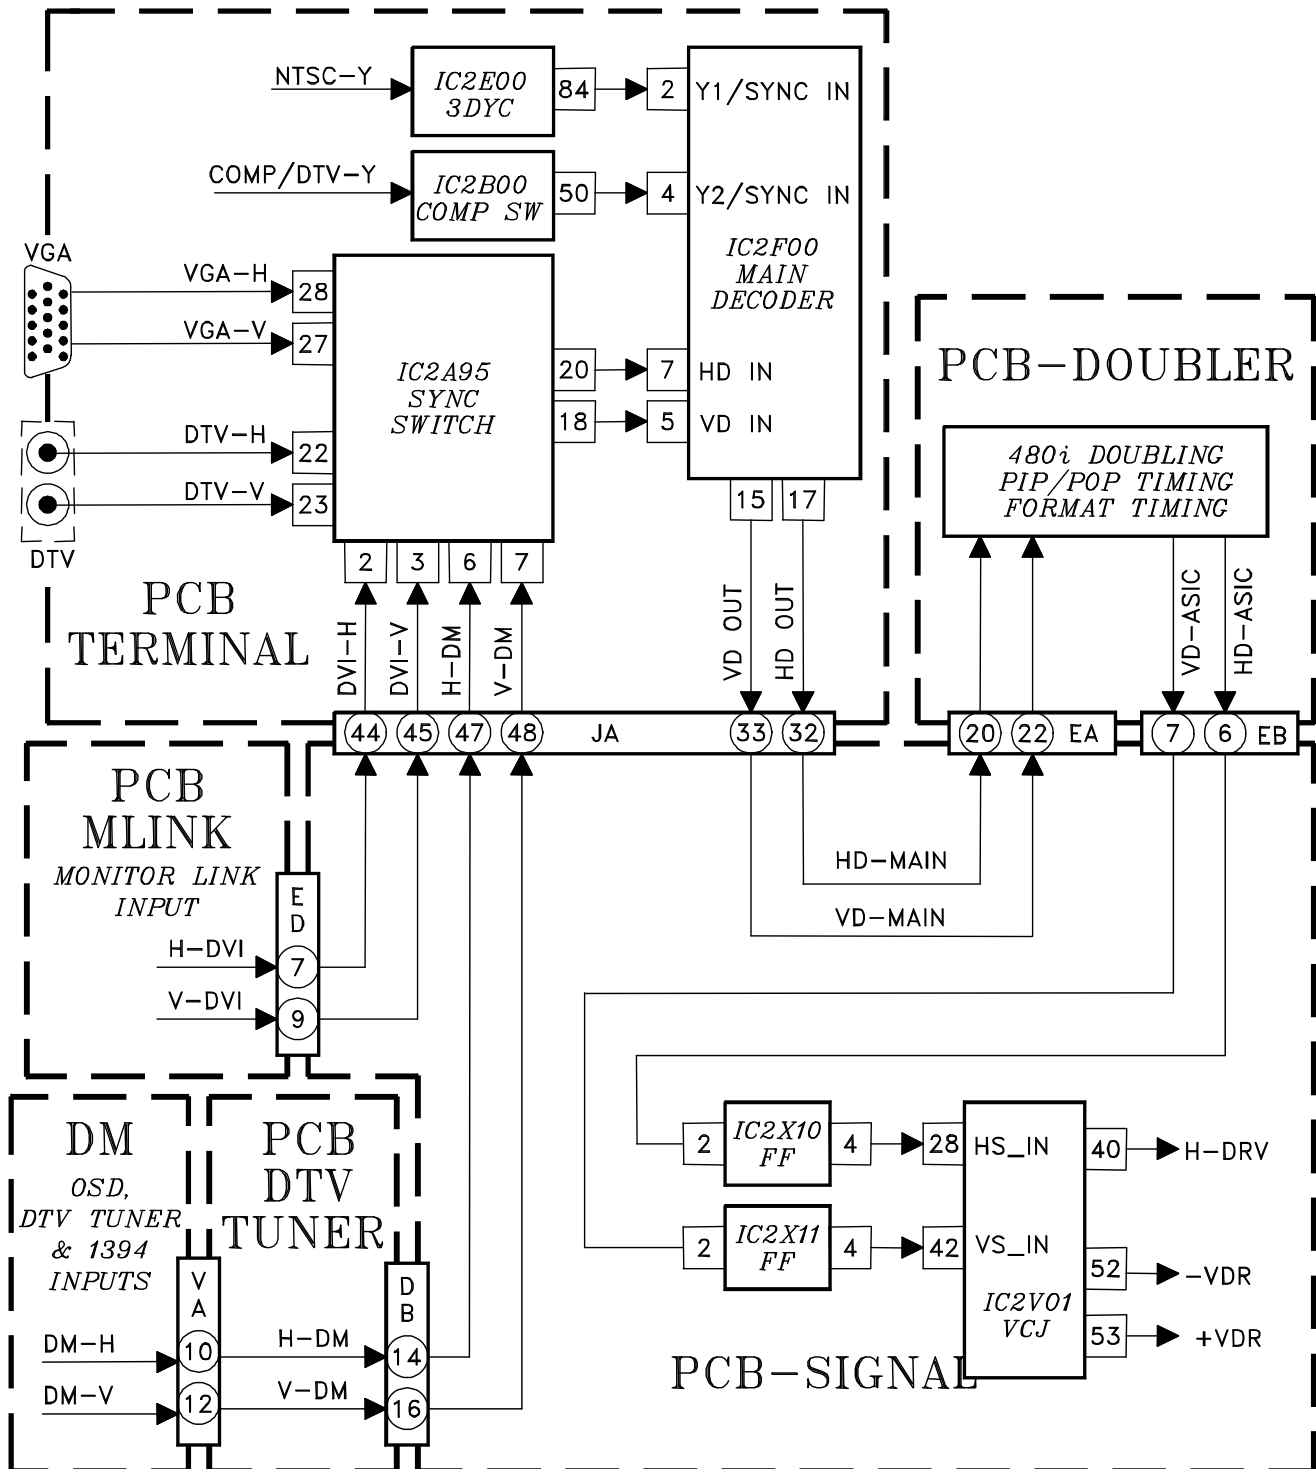 NTSC-Y
IC2E00
3DYC
84
2
Y1/SYNC IN
COMP/DTV-Y
IC2B00
COMP SW
50
4
Y2/SYNC IN
IC2F00
MAIN
DECODER
VGA
VGA-H
28
VGA-V
27
IC2A95
SYNC
SWITCH
20
7
HD IN
18
5
VD IN
DTV-H
22
DTV-V
23
DTV
2
3
6
7
15
17
PCB
TERMINAL
DVI-H
DVI-V
H-DM
V-DM
VD OUT
HD OUT
PCB-DOUBLER
480i DOUBLING
PIP/POP TIMING
FORMAT TIMING
VD-ASIC
HD-ASIC
44
45
47
48
JA
33
32
20
22
EA
7
6
EB
PCB
MLINK
MONITOR LINK
INPUT
ED
H-DVI
7
V-DVI
9
HD-MAIN
VD-MAIN
DM
OSD,
DTV TUNER
& 1394
INPUTS
PCB
DTV
TUNER
VA
DB
DM-H
10
H-DM
14
DM-V
12
V-DM
16
2
IC2X10
FF
4
28
HS_IN
40
H-DRV
2
IC2X11
FF
4
42
VS_IN
52
-VDR
IC2V01
VCJ
53
+VDR
PCB-SIGNAL